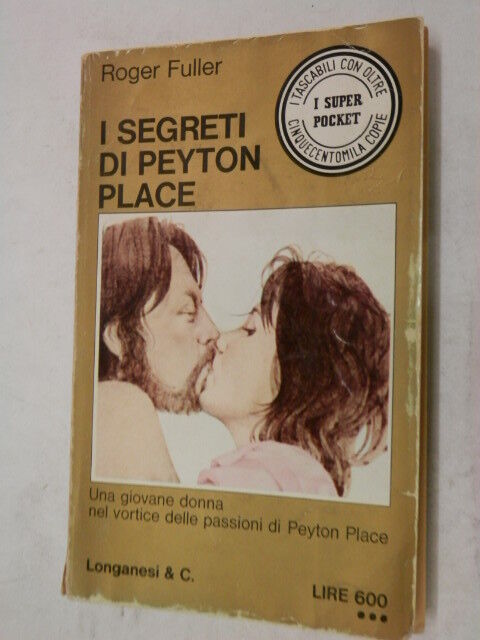 Roger Fuller
I TASCABILI CON OLTRE
I SUPER
POCKET
CINQUECENTOMILA COPIE
I SEGRETI
DI PEYTON
PLACE
Una giovane donna
nel vortice delle passioni di Peyton Place
Longanesi & C.
LIRE 600